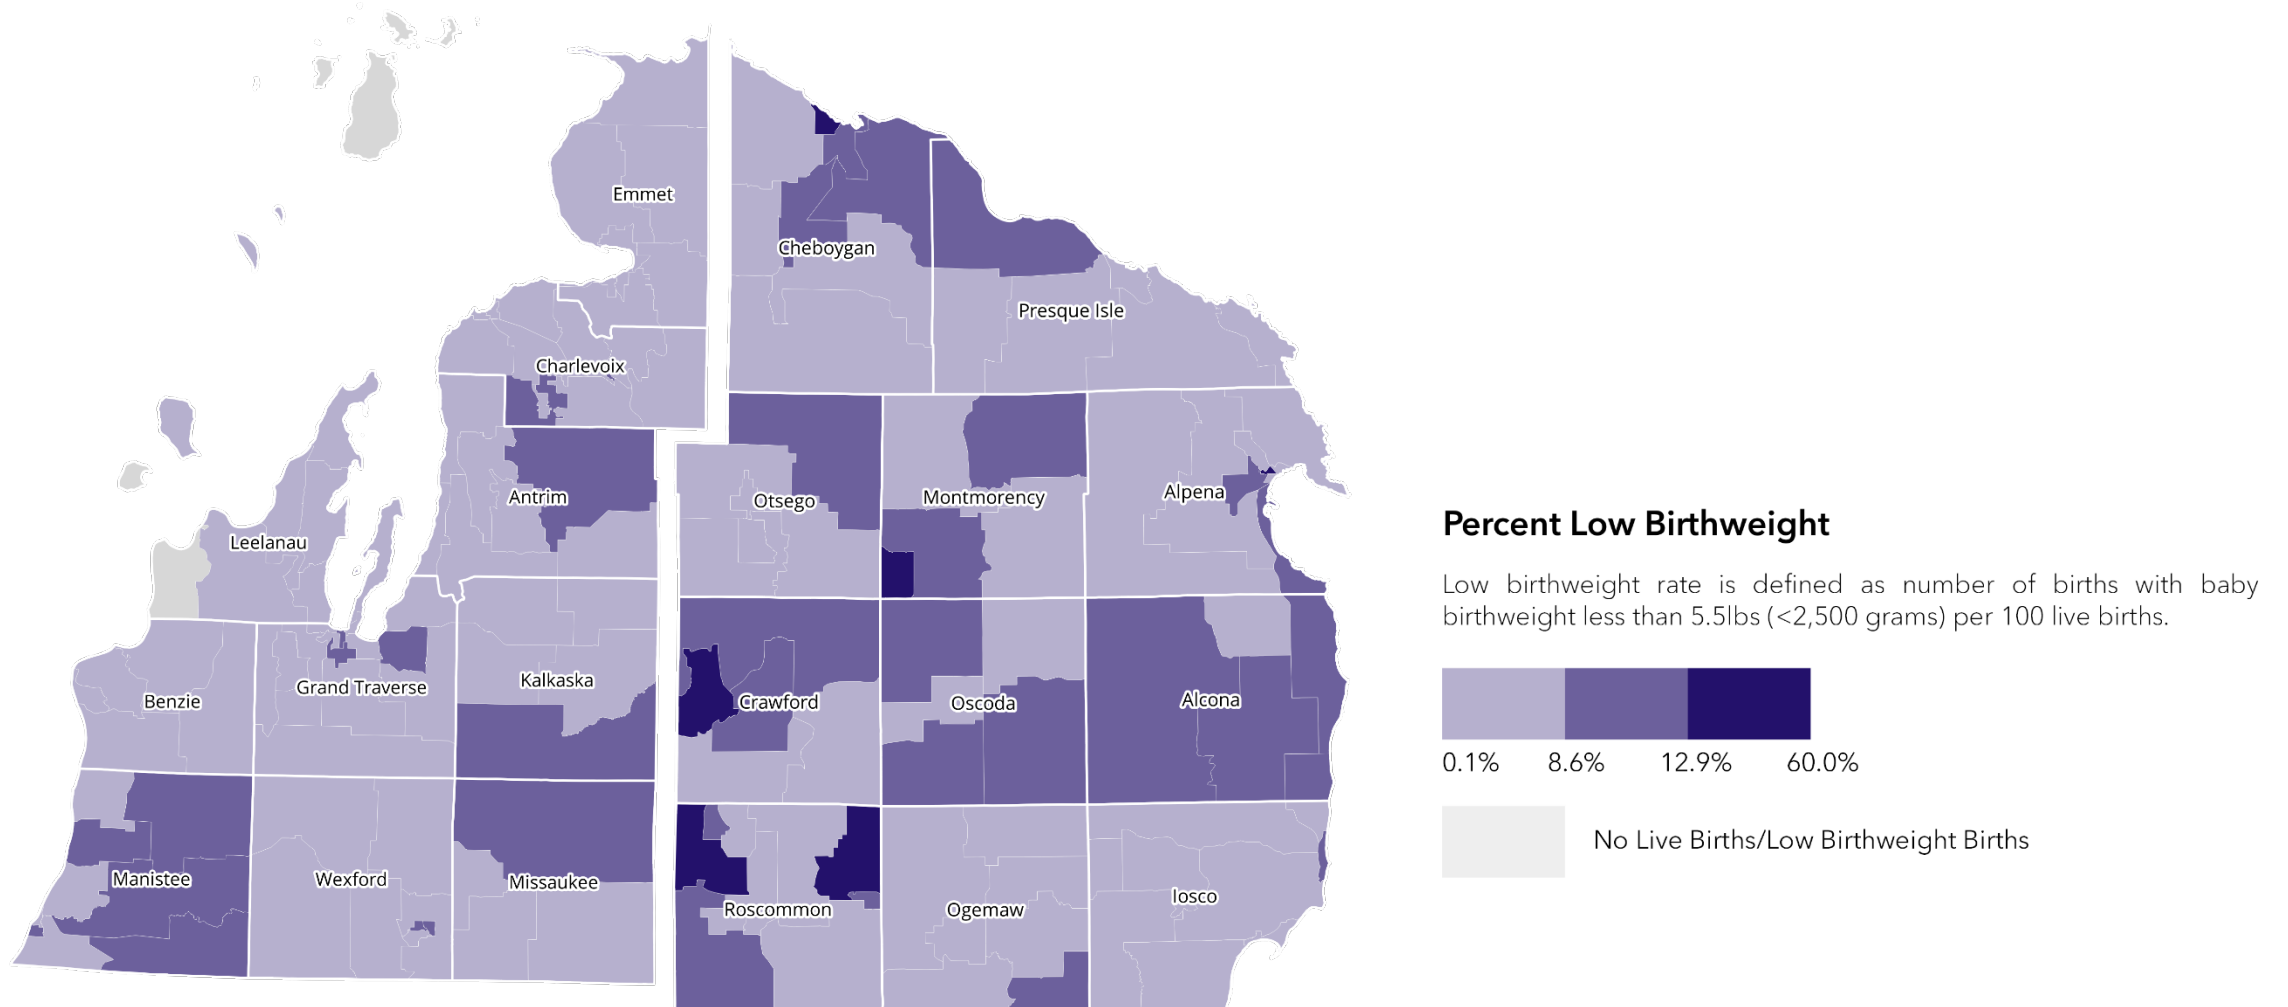 Emmet
Cheboygan
Presque Isle
Charlevoix
Antrim
Otsego
Montmorency
Alpena
Leelanau
Benzie
Grand Traverse
Kalkaska
Crawford
Oscoda
Alcona
Manistee
Wexford
Missaukee
Roscommon
Ogemaw
Iosco
Percent Low Birthweight
Low birthweight rate is defined as number of births with baby
birthweight less than 5.5lbs (<2,500 grams) per 100 live births.
0.1% 8.6% 12.9% 60.0%
No Live Births/Low Birthweight Births